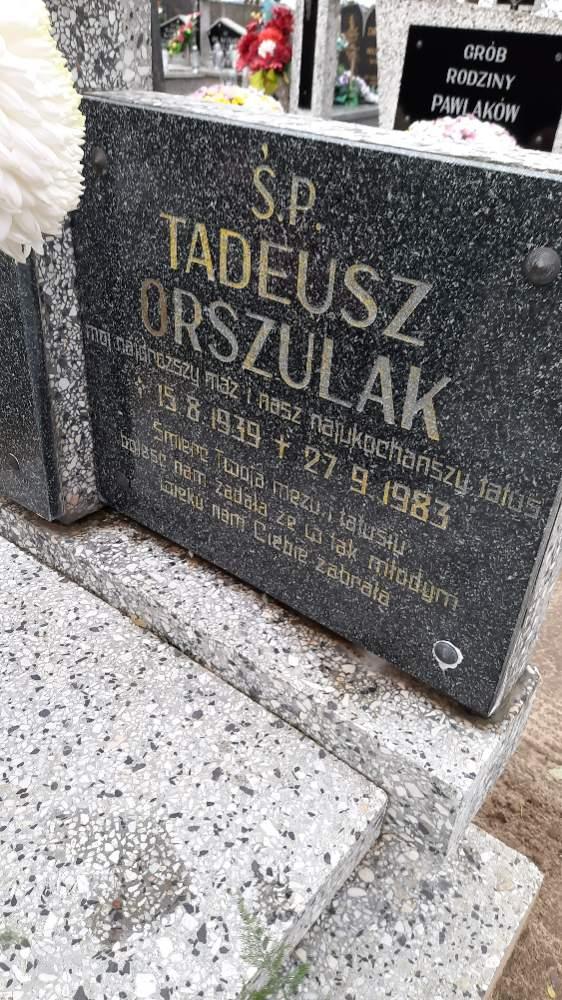 GRÓB
RODZINY
PAWLAKÓW
Ś.P.
TADEUSZ
ORSZULAK
mój najdroższy mąż i nasz najukochańszy tatuś
* 15.8.1939 + 27.9.1983
Śmierć Twoja mężu i tatusiu
boleść nam zadała że w tak młodym
wieku nam Ciebie zabrała